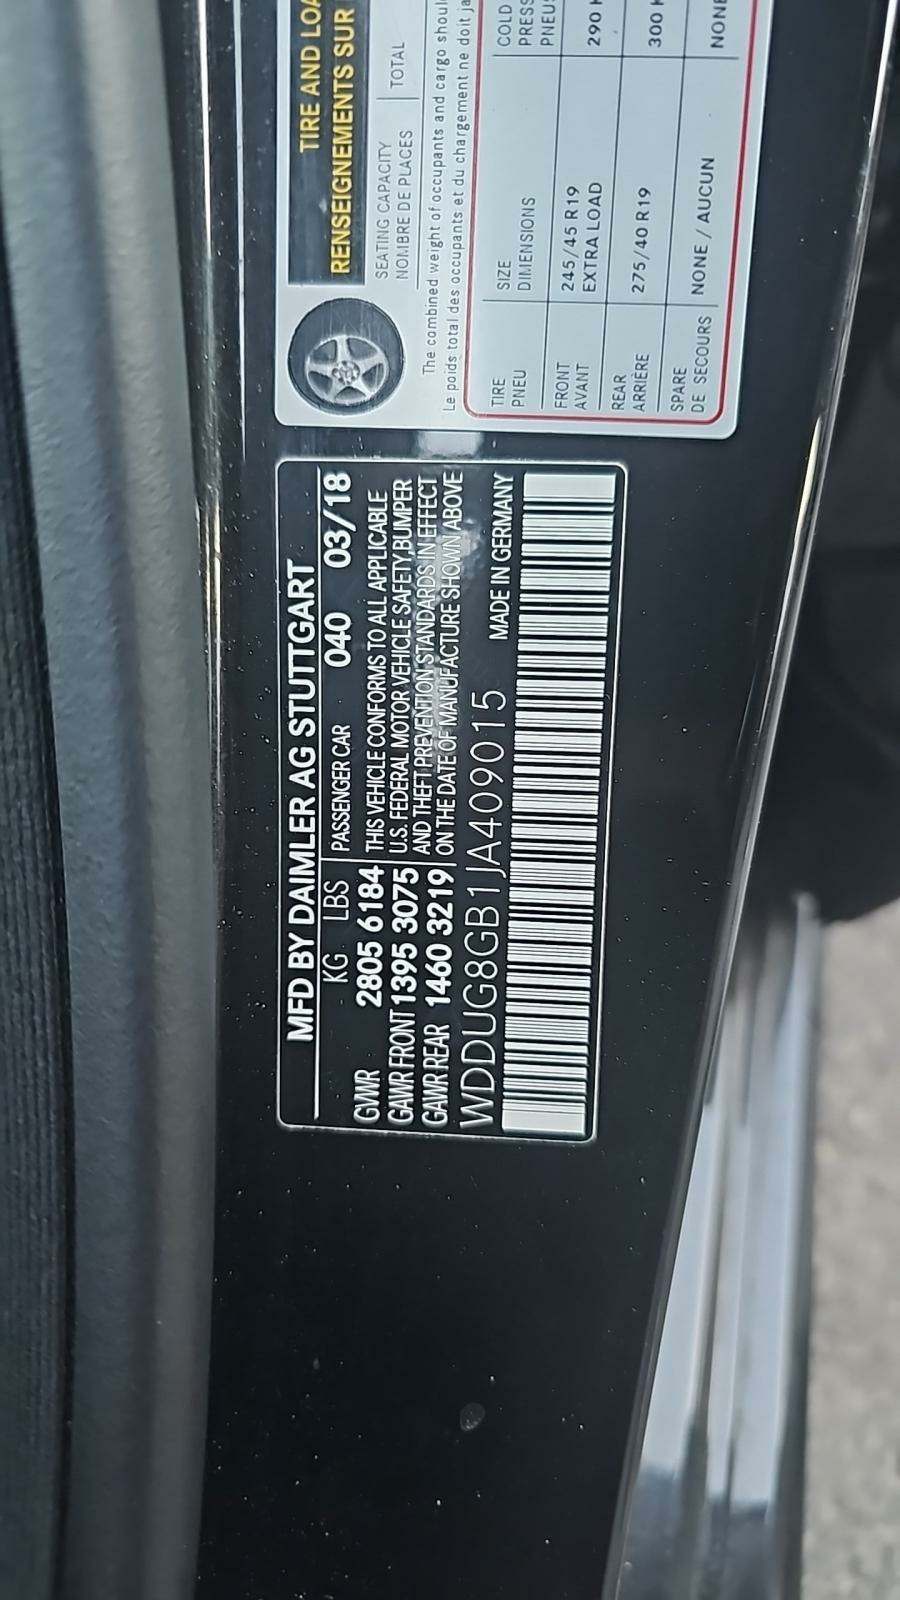 MFD BY DAIMLER AG STUTTGART
KG LBS PASSENGER CAR 040 03/18
GVWR 2805 6184 THIS VEHICLE CONFORMS TO ALL APPLICABLE
GAWR FRONT 1395 3075 U.S. FEDERAL MOTOR VEHICLE SAFETY, BUMPER
GAWR REAR 1460 3219 AND THEFT PREVENTION STANDARDS IN EFFECT
ON THE DATE OF MANUFACTURE SHOWN ABOVE
WDDUG8GB1JA409015 MADE IN GERMANY
TIRE AND LOA
RENSEIGNEMENTS SUR
SEATING CAPACITY
NOMBRE DE PLACES TOTAL
The combined weight of occupants and cargo shoul
Le poids total des occupants et du chargement ne doit ja
TIRE SIZE COLD
PNEU DIMENSIONS PRESS
PNEU
FRONT 245/45 R19 290 K
AVANT EXTRA LOAD
REAR 275/40 R19 300 K
ARRIÈRE
SPARE NONE / AUCUN NONE
DE SECOURS